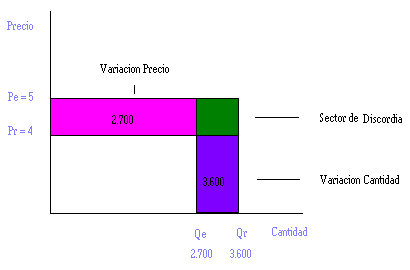 Precio
Variacion Precio
Pe = 5
2.700
Sector de Discordia
Pr = 4
3.600
Variacion Cantidad
Qe Qr Cantidad
2.700 3.600